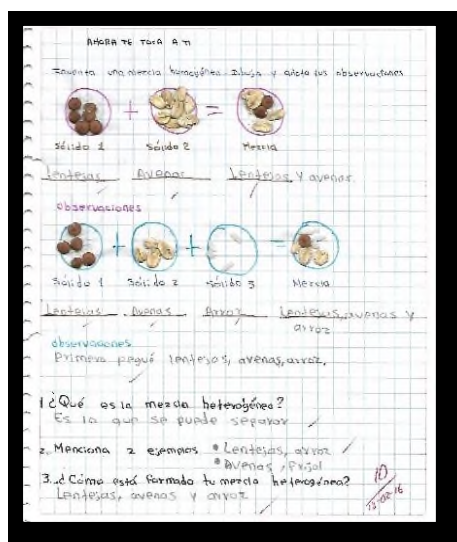 AHORA TE TOCA A TI
Inventa una mezcla homogénea. Dibuja y anota tus observaciones
Sólido 1 Sólido 2 Mezcla
Lentejas Avenas Lentejas y avenas.
observaciones
Sólido 1 Sólido 2 Sólido 3 Mezcla
Lentejas Avenas Arroz Lentejas, avenas y
arroz
observaciones
Primero pegué lentejas, avenas, arroz.
1 ¿Qué es la mezcla heterogénea?
Es la que se puede separar
2. Menciona 2 ejemplos • Lentejas, arroz
• Avenas, Frijol
3. ¿Cómo está formado tu mezcla heterogénea?
Lentejas, avenas y arroz
10